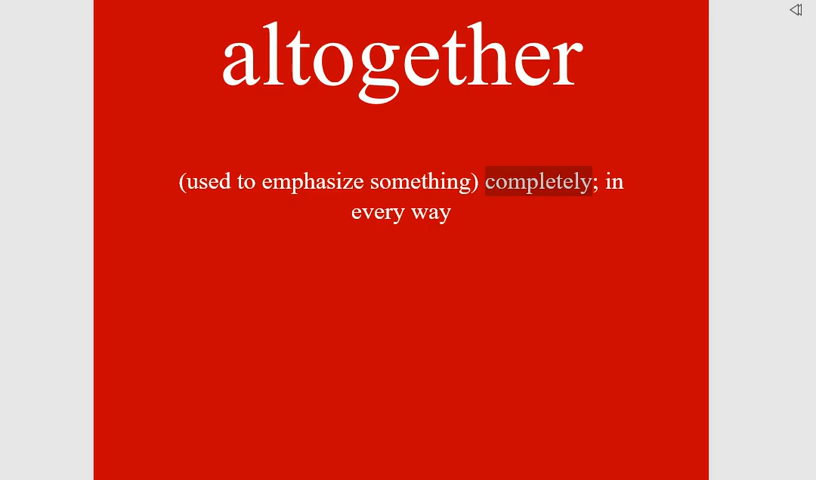 altogether
(used to emphasize something) completely; in
every way